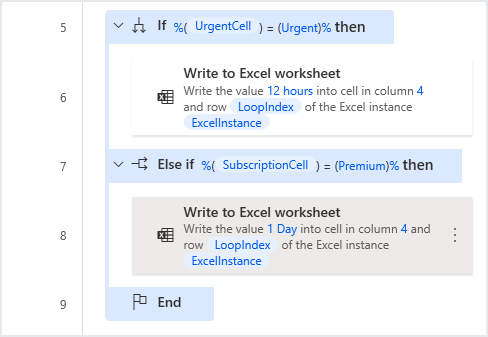 5 If %( UrgentCell ) = (Urgent)% then
Write to Excel worksheet
Write the value 12 hours into cell in column 4
6 and row LoopIndex of the Excel instance
ExcelInstance
7 Else if %( SubscriptionCell ) = (Premium)% then
Write to Excel worksheet
Write the value 1 Day into cell in column 4 and
8 row LoopIndex of the Excel instance
ExcelInstance
9 End